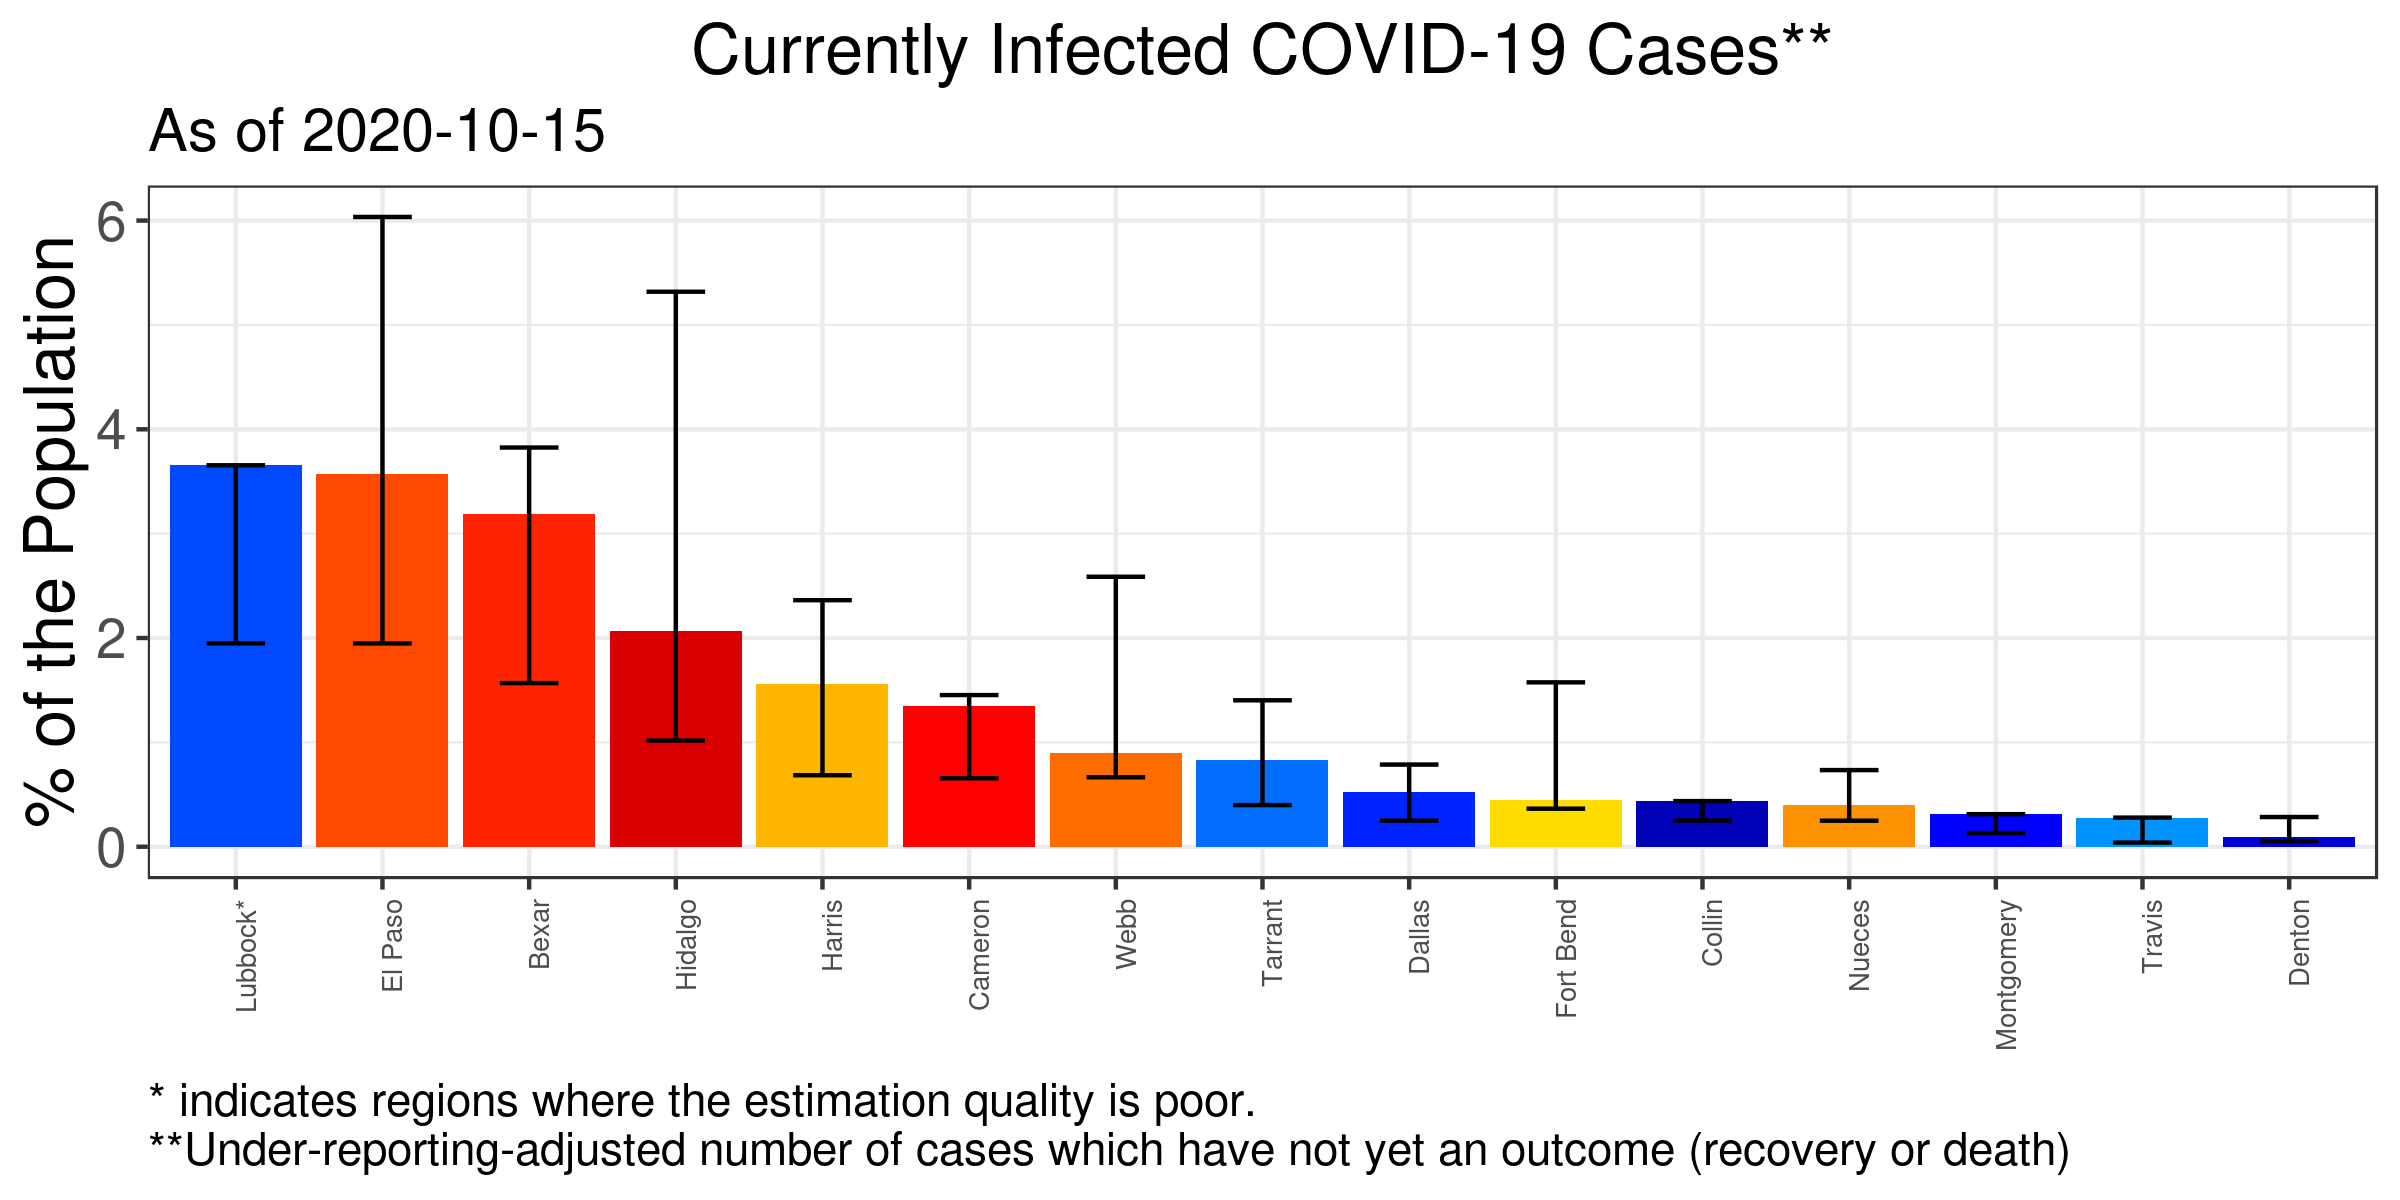 Currently Infected COVID-19 Cases**
As of 2020-10-15
% of the Population
6
4
2
0
Lubbock*
El Paso
Bexar
Hidalgo
Harris
Cameron
Webb
Tarrant
Dallas
Fort Bend
Collin
Nueces
Montgomery
Travis
Denton
* indicates regions where the estimation quality is poor.
**Under-reporting-adjusted number of cases which have not yet an outcome (recovery or death)